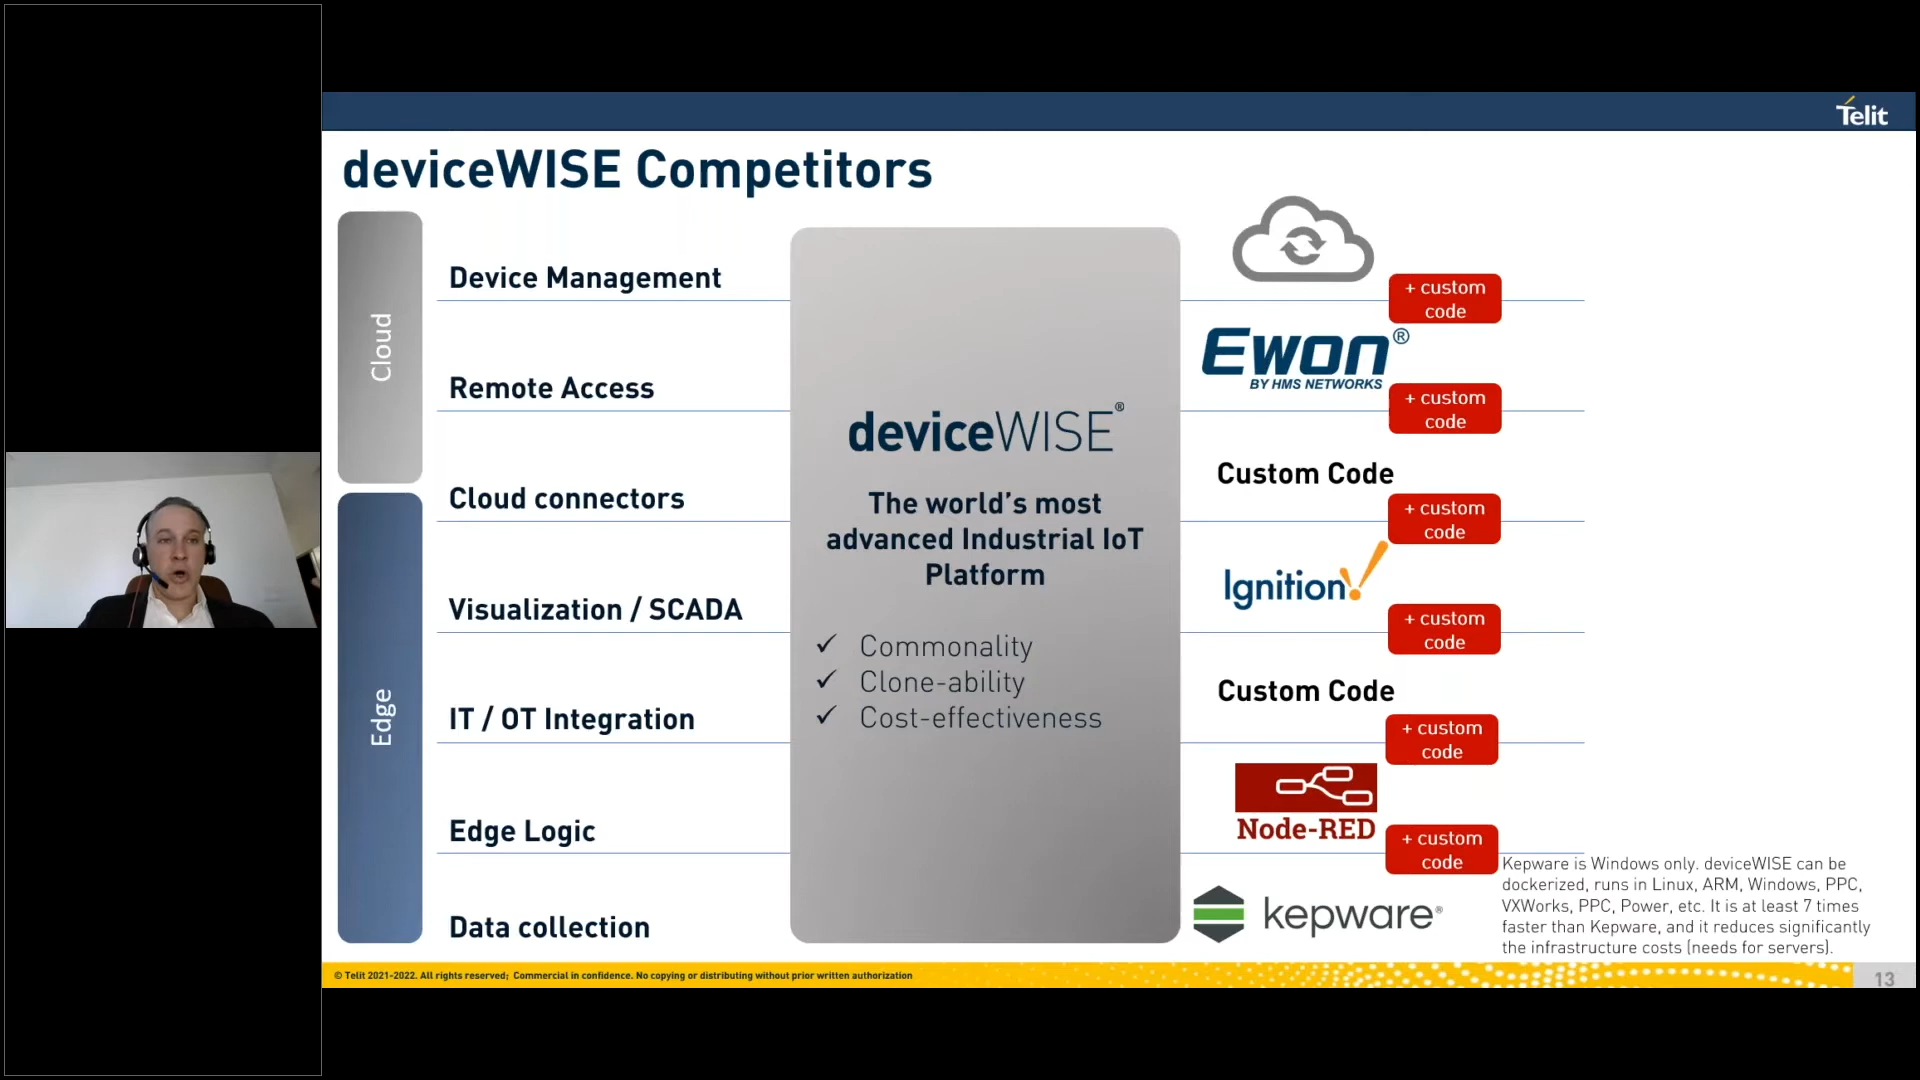 Telit
deviceWISE Competitors
Cloud
Edge
Device Management
Remote Access
Cloud connectors
Visualization / SCADA
IT / OT Integration
Edge Logic
Data collection
deviceWISE®
The world's most
advanced Industrial IoT
Platform
✓ Commonality
✓ Clone-ability
✓ Cost-effectiveness
+ custom
code
Ewon®
BY HMS NETWORKS
+ custom
code
Custom Code
+ custom
code
Ignition!
+ custom
code
Custom Code
+ custom
code
Node-RED
+ custom
code
kepware®
Kepware is Windows only. deviceWISE can be
dockerized, runs in Linux, ARM, Windows, PPC,
VXWorks, PPC, Power, etc. It is at least 7 times
faster than Kepware, and it reduces significantly
the infrastructure costs (needs for servers).
© Telit 2021-2022. All rights reserved; Commercial in confidence. No copying or distributing without prior written authorization
13